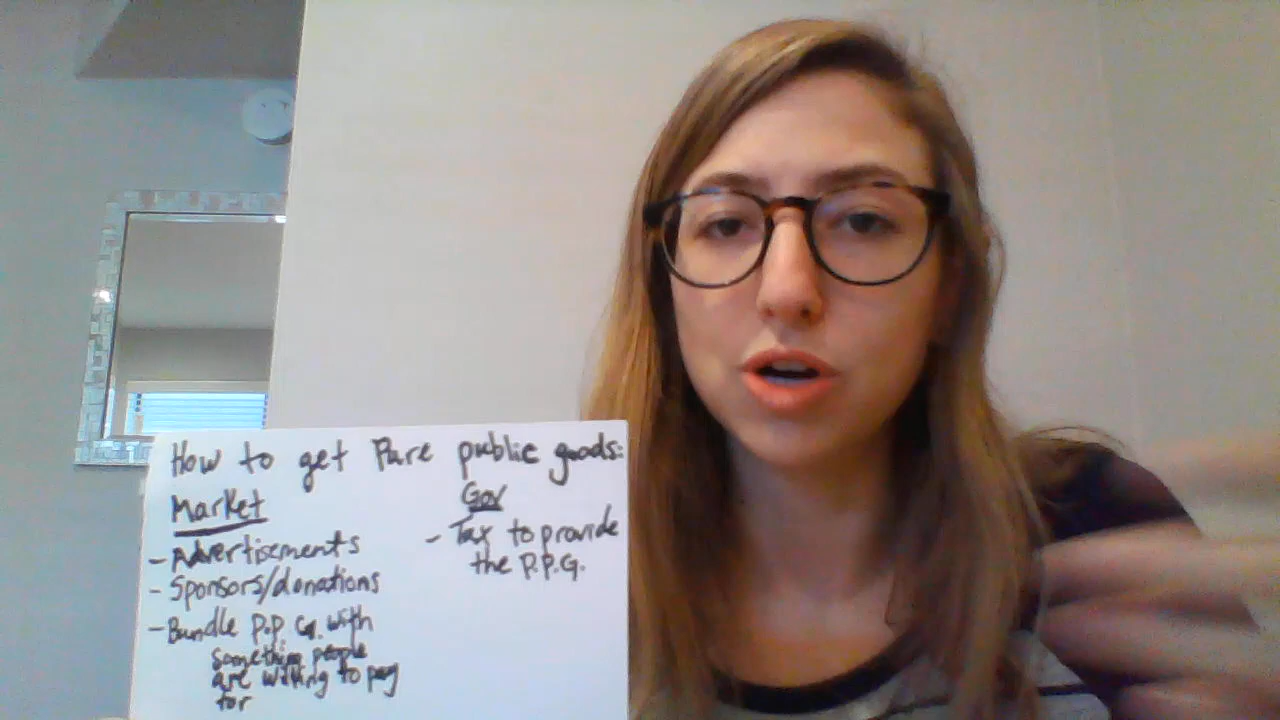 How to get Pure public goods:
Market
- Advertisements
- Sponsors/donations
- Bundle P.P. G. with
something people
are willing to pay
for
Gov
- Tax to provide
the P.P.G.